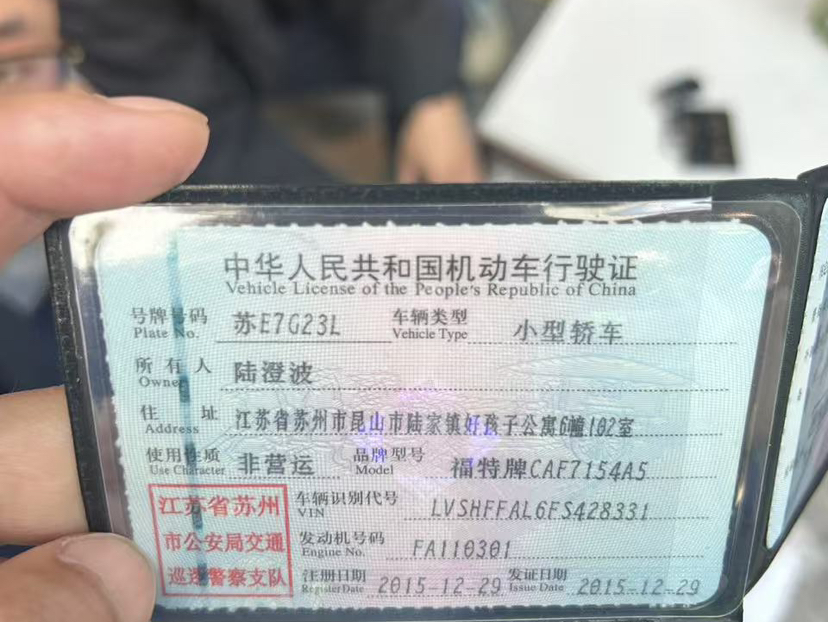 中华人民共和国机动车行驶证
Vehicle License of the People's Republic of China
号牌号码 苏E7G23L 车辆类型 小型轿车
Plate No. Vehicle Type
所有人 陆澄波
Owner
住址 江苏省苏州市昆山市陆家镇好孩子公寓6幢102室
Address
使用性质 非营运 品牌型号 福特牌CAF7154A5
Use Character Model
江苏省苏州 车辆识别代号 LVSHFFAL6FS428331
VIN
市公安局交通 发动机号码 FA110301
Engine No.
巡逻警察支队 注册日期 2015-12-29 发证日期 2015-12-29
Register Date Issue Date